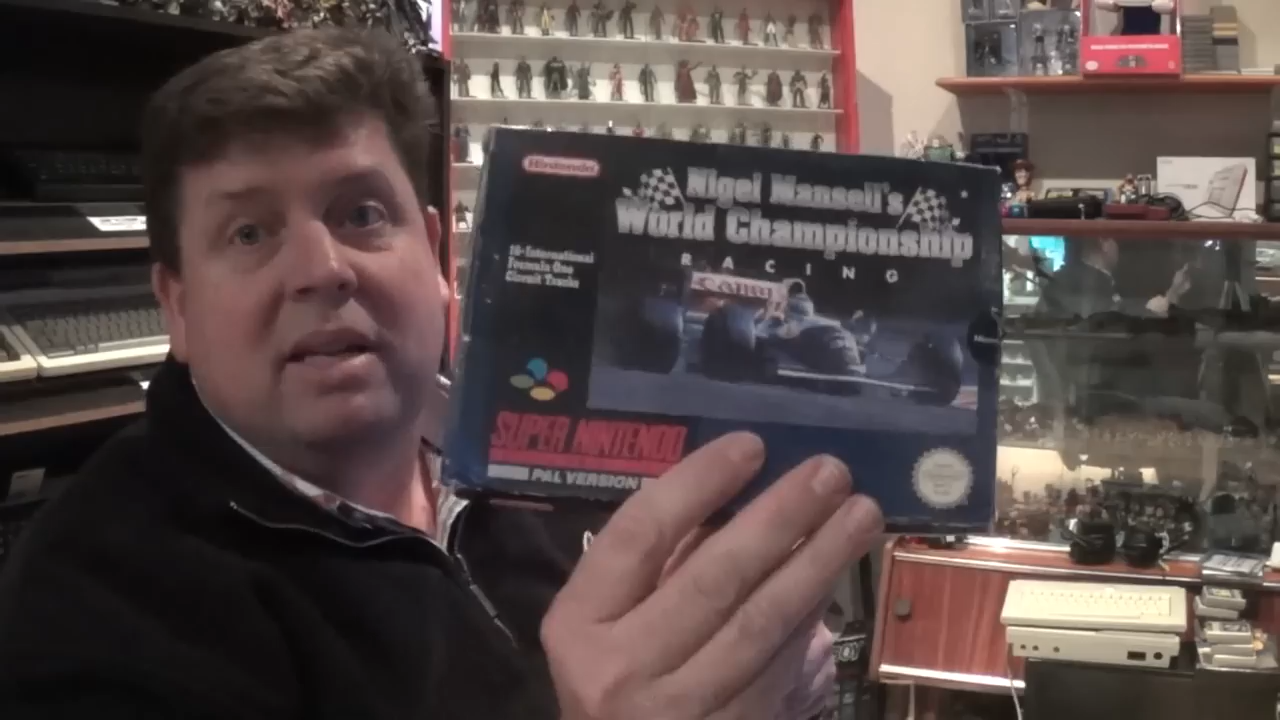 Nintendo
Nigel Mansell's
World Championship
RACING
16-International
Formula One
Circuit Tracks
Canon
SUPER NINTENDO
PAL VERSION